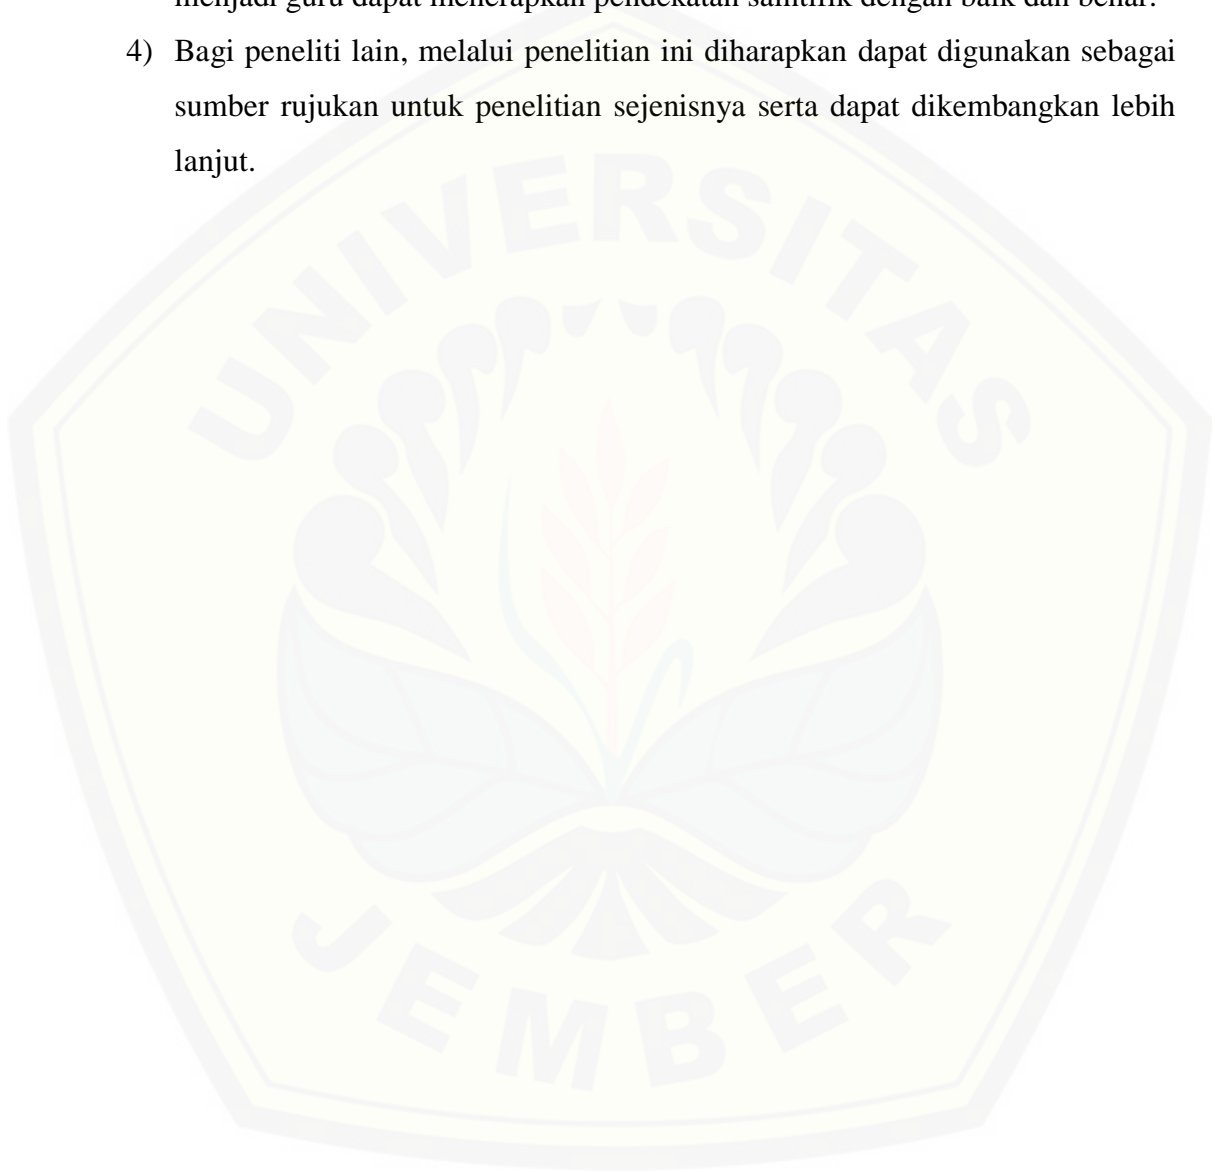 menjadi guru dapat menerapkan pendekatan saintifik dengan baik dan benar.
4) Bagi peneliti lain, melalui penelitian ini diharapkan dapat digunakan sebagai
sumber rujukan untuk penelitian sejenisnya serta dapat dikembangkan lebih
lanjut.
UNIVERSITAS
JEMBER